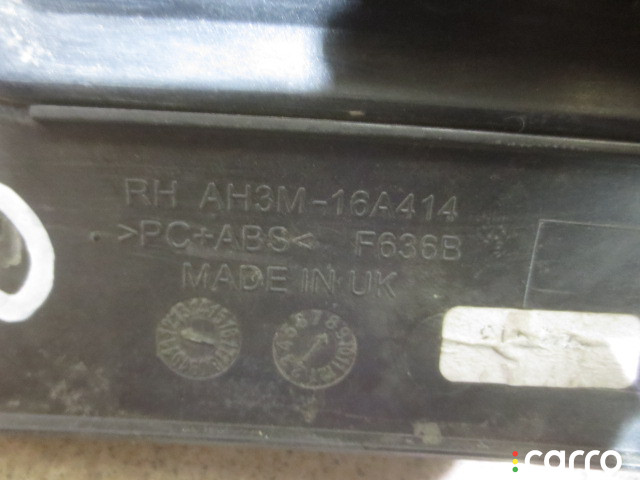 RH AH3M-16A414
>PC+ABS< F636B
MADE IN UK
carro